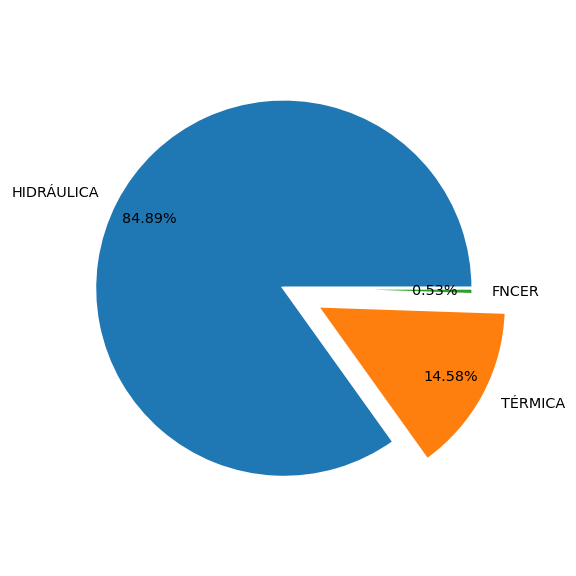 HIDRÁULICA
84.89%
0.53%
FNCER
14.58%
TÉRMICA